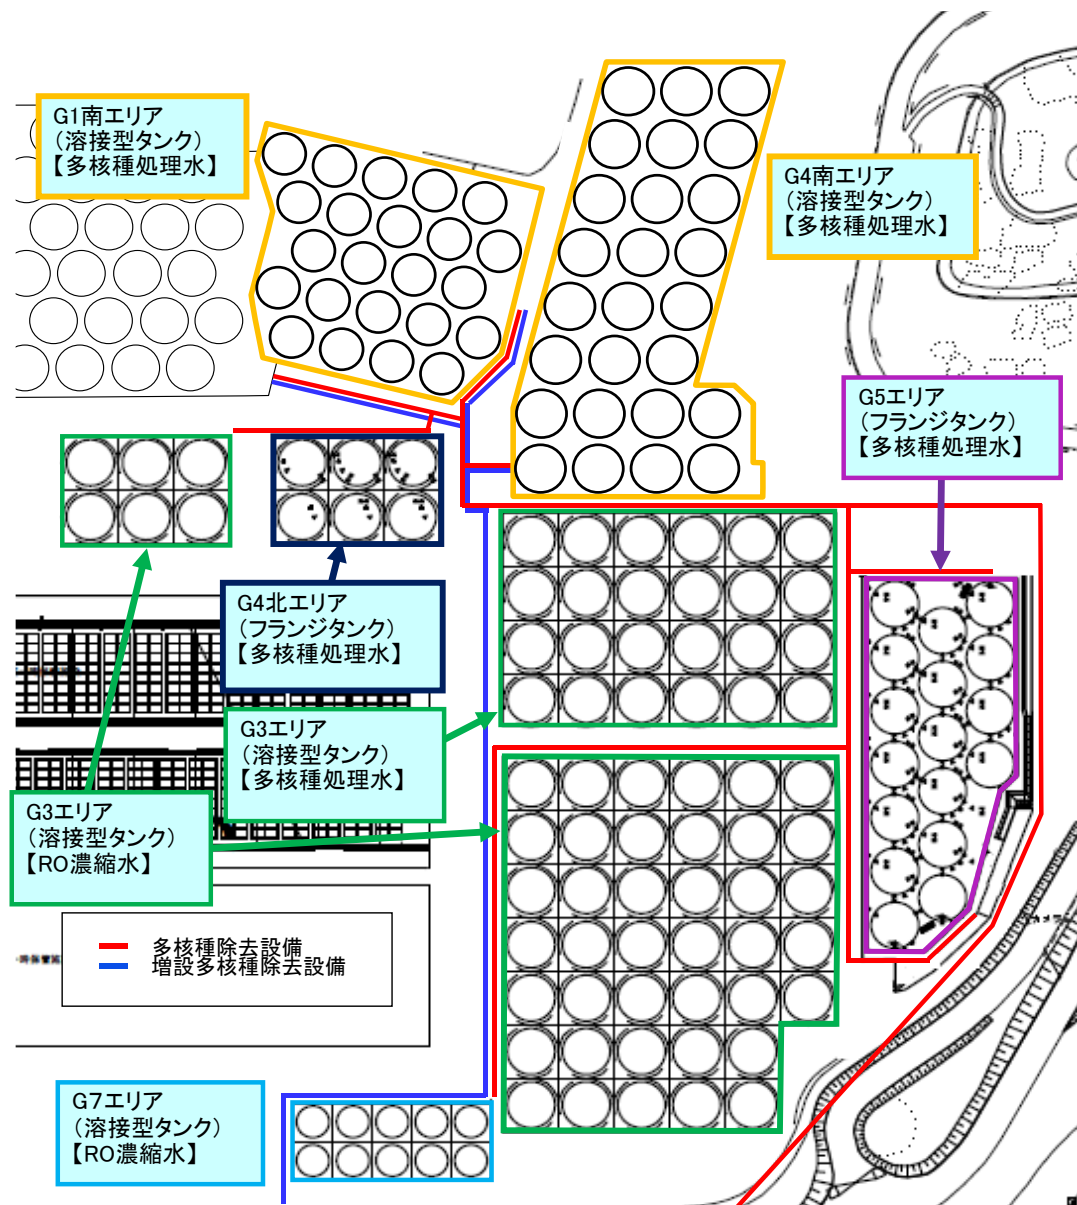 G1南エリア
(溶接型タンク)
【多核種処理水】
G4南エリア
(溶接型タンク)
【多核種処理水】
G5エリア
(フランジタンク)
【多核種処理水】
G4北エリア
(フランジタンク)
【多核種処理水】
G3エリア
(溶接型タンク)
【多核種処理水】
G3エリア
(溶接型タンク)
【RO濃縮水】
多核種除去設備
増設多核種除去設備
G7エリア
(溶接型タンク)
【RO濃縮水】
カメラ